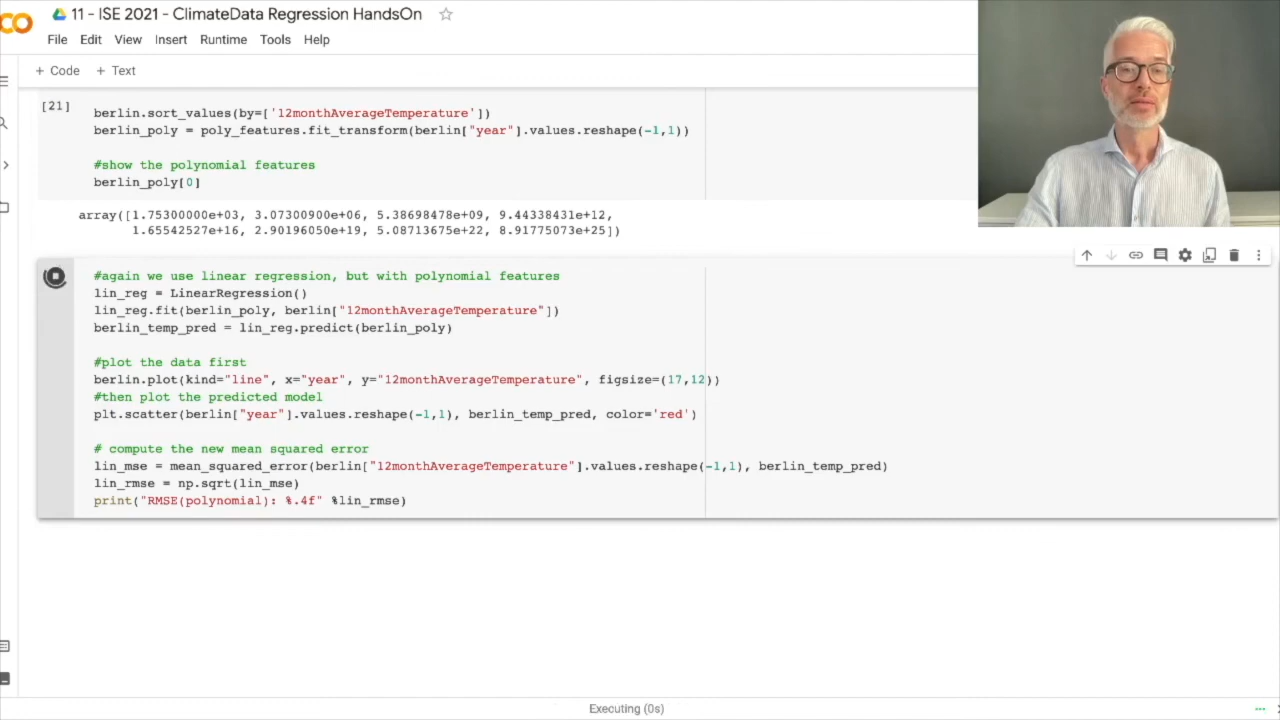 11 - ISE 2021 - ClimateData Regression HandsOn
File Edit View Insert Runtime Tools Help
+ Code + Text
[21]
berlin.sort_values(by=['12monthAverageTemperature'])
berlin_poly = poly_features.fit_transform(berlin["year"].values.reshape(-1,1))
#show the polynomial features
berlin_poly[0]
array([1.75300000e+03, 3.07300900e+06, 5.38698478e+09, 9.44338431e+12,
1.65542527e+16, 2.90196050e+19, 5.08713675e+22, 8.91775073e+25])
#again we use linear regression, but with polynomial features
lin_reg = LinearRegression()
lin_reg.fit(berlin_poly, berlin["12monthAverageTemperature"])
berlin_temp_pred = lin_reg.predict(berlin_poly)
#plot the data first
berlin.plot(kind="line", x="year", y="12monthAverageTemperature", figsize=(17,12))
#then plot the predicted model
plt.scatter(berlin["year"].values.reshape(-1,1), berlin_temp_pred, color='red')
# compute the new mean squared error
lin_mse = mean_squared_error(berlin["12monthAverageTemperature"].values.reshape(-1,1), berlin_temp_pred)
lin_rmse = np.sqrt(lin_mse)
print("RMSE(polynomial): %.4f" %lin_rmse)
Executing (0s)